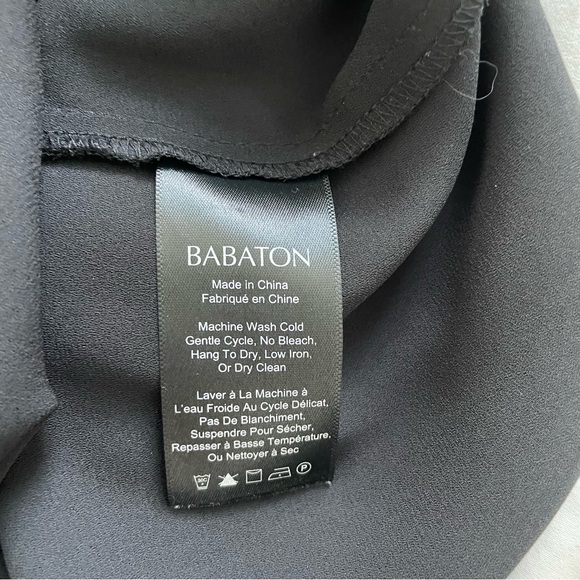 BABATON
Made in China
Fabriqué en Chine
Machine Wash Cold
Gentle Cycle, No Bleach,
Hang To Dry, Low Iron,
Or Dry Clean
Laver à La Machine à
L'eau Froide Au Cycle Délicat,
Pas De Blanchiment,
Suspendre Pour Sécher,
Repasser à Basse Température,
Ou Nettoyer à Sec
30C P